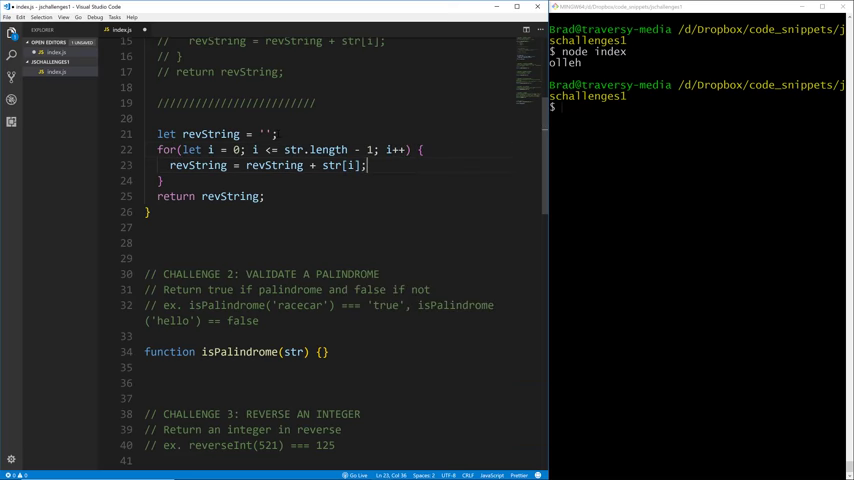 index.js - jschallenges1 - Visual Studio Code
File Edit Selection View Go Debug Tasks Help
EXPLORER
OPEN EDITORS 1 UNSAVED
index.js
JSCHALLENGES1
index.js
index.js
15 // revString = revString + str[i];
16 // }
17 // return revString;
18
19 /////////////////////////
20
21 let revString = '';
22 for(let i = 0; i <= str.length - 1; i++) {
23 revString = revString + str[i];
24 }
25 return revString;
26 }
27
28
29
30 // CHALLENGE 2: VALIDATE A PALINDROME
31 // Return true if palindrome and false if not
32 // ex. isPalindrome('racecar') === 'true', isPalindrome
('hello') == false
33
34 function isPalindrome(str) {}
35
36
37
38 // CHALLENGE 3: REVERSE AN INTEGER
39 // Return an integer in reverse
40 // ex. reverseInt(521) === 125
41
0 0 Go Live Ln 23, Col 36 Spaces: 2 UTF-8 CRLF JavaScript Prettier
MINGW64:/d/Dropbox/code_snippets/jschallenges1
Brad@traversy-media /d/Dropbox/code_snippets/j
schallenges1
$ node index
olleh
Brad@traversy-media /d/Dropbox/code_snippets/j
schallenges1
$